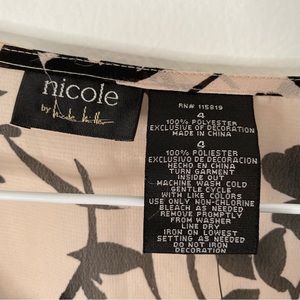 nicole
by Nicole Miller
RN# 115819
4
100% POLYESTER
EXCLUSIVE OF DECORATION
MADE IN CHINA
4
100% POLIESTER
EXCLUSIVO DE DECORACION
HECHO EN CHINA
TURN GARMENT
INSIDE OUT
MACHINE WASH COLD
GENTLE CYCLE
WITH LIKE COLORS
USE ONLY NON-CHLORINE
BLEACH AS NEEDED
REMOVE PROMPTLY
FROM WASHER
LINE DRY
IRON ON LOWEST
SETTING AS NEEDED
DO NOT IRON
DECORATION